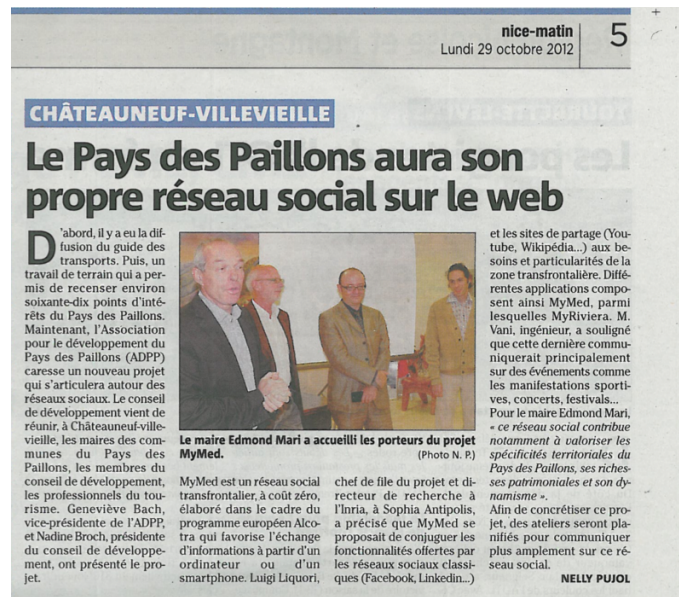 nice-matin
Lundi 29 octobre 2012
5
CHÂTEAUNEUF-VILLEVIEILLE
Le Pays des Paillons aura son
propre réseau social sur le web
D'abord, il y a eu la dif-
fusion du guide des
transports. Puis, un
travail de terrain qui a per-
mis de recenser environ
soixante-dix points d'inté-
rêts du Pays des Paillons.
Maintenant, l'Association
pour le développement du
Pays des Paillons (ADPP)
caresse un nouveau projet
qui s'articulera autour des
réseaux sociaux. Le conseil
de développement vient de
réunir, à Châteauneuf-ville-
vieille, les maires des com-
munes du Pays des
Paillons, les membres du
conseil de développement,
les professionnels du tou-
risme. Geneviève Bach,
vice-présidente de l'ADPP,
et Nadine Broch, présidente
du conseil de développe-
ment, ont présenté le pro-
jet.
Le maire Edmond Mari a accueilli les porteurs du projet
MyMed.
(Photo N. P.)
MyMed est un réseau social
transfrontalier, à coût zéro,
élaboré dans le cadre du
programme européen Alco-
tra qui favorise l'échange
d'informations à partir d'un
ordinateur ou d'un
smartphone. Luigi Liquori,
chef de file du projet et di-
recteur de recherche à
l'Inria, à Sophia Antipolis,
a précisé que MyMed se
proposait de conjuguer les
fonctionnalités offertes par
les réseaux sociaux classi-
ques (Facebook, Linkedin...)
et les sites de partage (You-
tube, Wikipédia...) aux be-
soins et particularités de la
zone transfrontalière. Diffé-
rentes applications compo-
sent ainsi MyMed, parmi
lesquelles MyRiviera. M.
Vani, ingénieur, a souligné
que cette dernière commu-
niquerait principalement
sur des événements comme
les manifestations sporti-
ves, concerts, festivals...
Pour le maire Edmond Mari,
« ce réseau social contribue
notamment à valoriser les
spécificités territoriales du
Pays des Paillons, ses riches-
ses patrimoniales et son dy-
namisme ».
Afin de concrétiser ce pro-
jet, des ateliers seront pla-
nifiés pour communiquer
plus amplement sur ce ré-
seau social.
NELLY PUJOL